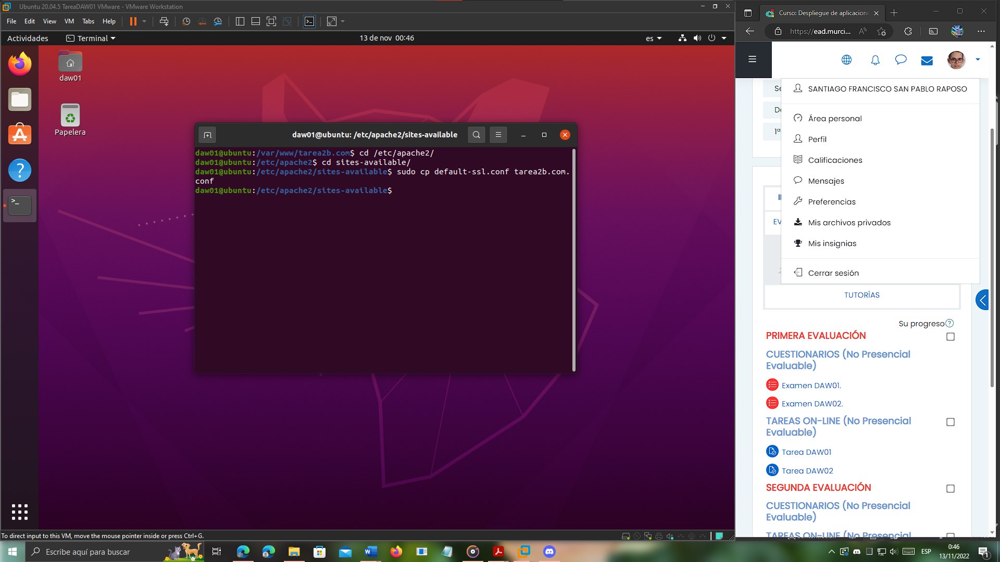 Ubuntu 20.04.5 TareaDAW01 VMware - VMware Workstation
File Edit View VM Tabs Help
Actividades
Terminal
13 de nov 00:46
es
daw01
Papelera
daw01@ubuntu: /etc/apache2/sites-available
daw01@ubuntu:/var/www/tarea2b.com$ cd /etc/apache2/
daw01@ubuntu:/etc/apache2$ cd sites-available/
daw01@ubuntu:/etc/apache2/sites-available$ sudo cp default-ssl.conf tarea2b.com.
conf
daw01@ubuntu:/etc/apache2/sites-available$
To direct input to this VM, move the mouse pointer inside or press Ctrl+G.
Curso: Despliegue de aplicacione
https://ead.murci...
SANTIAGO FRANCISCO SAN PABLO RAPOSO
Área personal
Perfil
Calificaciones
Mensajes
Preferencias
Mis archivos privados
Mis insignias
Cerrar sesión
Se
1ª
EV
TUTORÍAS
Su progreso
PRIMERA EVALUACIÓN
CUESTIONARIOS (No Presencial
Evaluable)
Examen DAW01.
Examen DAW02.
TAREAS ON-LINE (No Presencial
Evaluable)
Tarea DAW01
Tarea DAW02
SEGUNDA EVALUACIÓN
CUESTIONARIOS (No Presencial
Evaluable)
TAREAS ON-LINE (No Presencial
Escribe aquí para buscar
ESP
0:46
13/11/2022
1